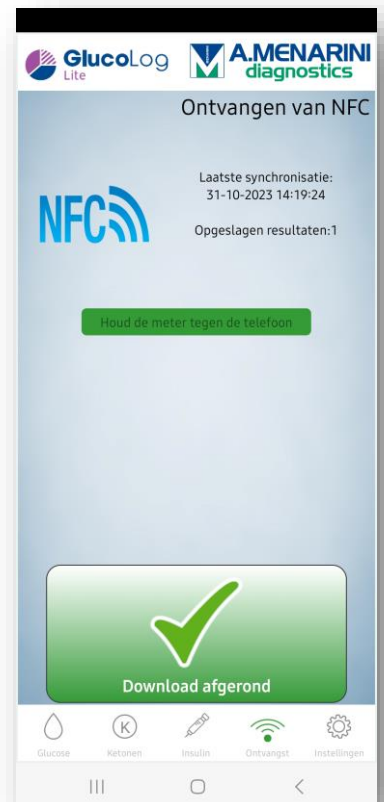 GlucoLog
Lite
A.MENARINI
diagnostics
Ontvangen van NFC
NFC
Laatste synchronisatie:
31-10-2023 14:19:24
Opgeslagen resultaten:1
Houd de meter tegen de telefoon
Download afgerond
K
Glucose Ketonen Insulin Ontvangst Instellingen